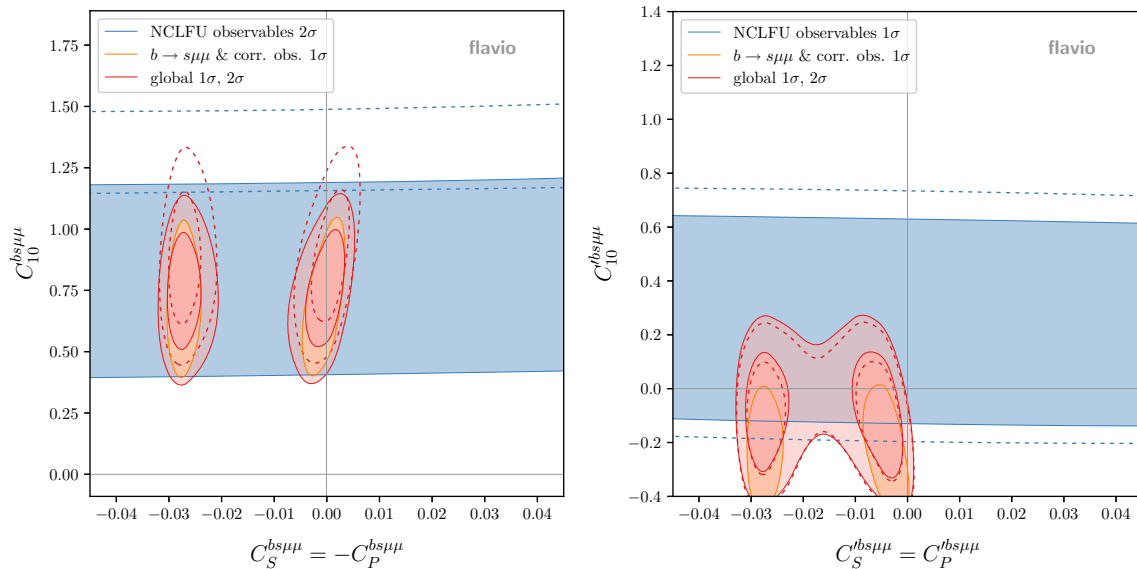 NCLFU observables 2σ
b → sμμ & corr. obs. 1σ
global 1σ, 2σ
flavio
1.75
1.50
1.25
1.00
0.75
0.50
0.25
0.00
C_10^{bsμμ}
−0.04 −0.03 −0.02 −0.01 0.00 0.01 0.02 0.03 0.04
C_S^{bsμμ} = −C_P^{bsμμ}
NCLFU observables 1σ
b → sμμ & corr. obs. 1σ
global 1σ, 2σ
flavio
1.4
1.2
1.0
0.8
0.6
0.4
0.2
0.0
−0.2
−0.4
C_10^{′bsμμ}
−0.04 −0.03 −0.02 −0.01 0.00 0.01 0.02 0.03 0.04
C_S^{′bsμμ} = C_P^{′bsμμ}